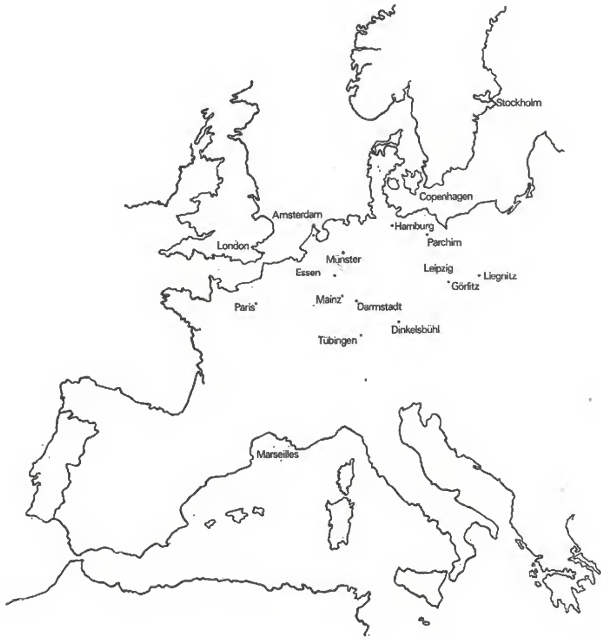 Stockholm
Copenhagen
Amsterdam
Hamburg
Parchim
London
Münster
Essen
Leipzig
Liegnitz
Görlitz
Mainz
Paris
Darmstadt
Dinkelsbühl
Tübingen
Marseilles